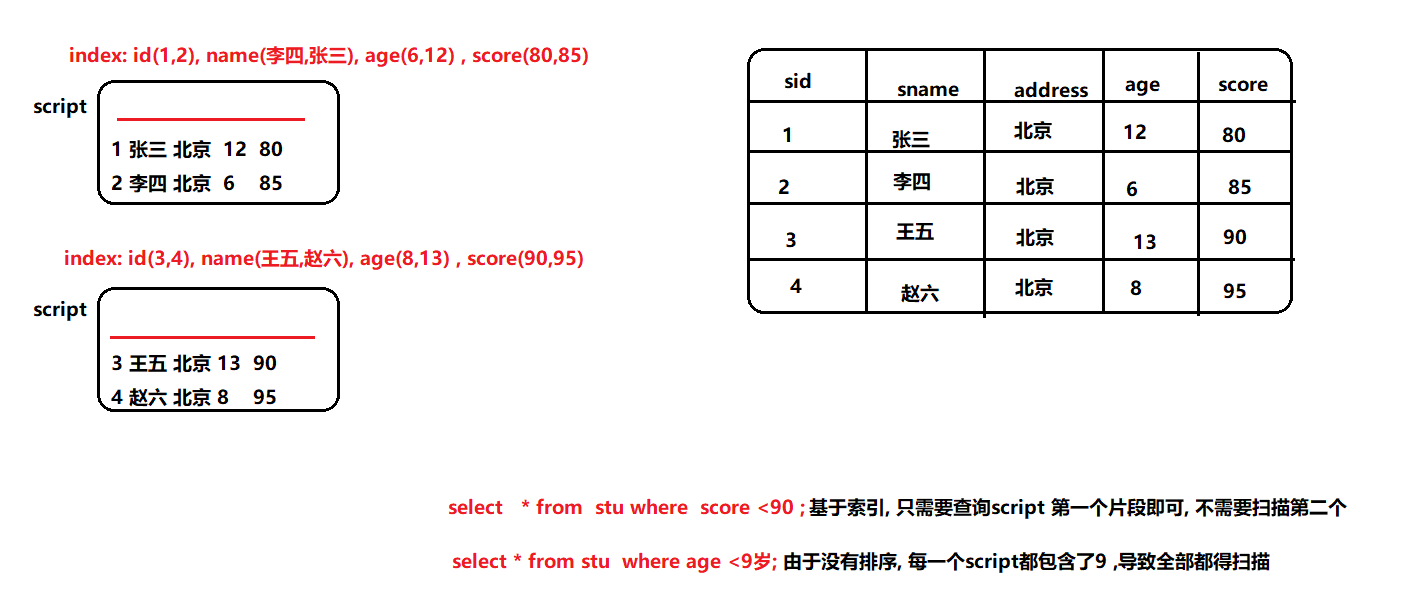 index: id(1,2), name(李四,张三), age(6,12) , score(80,85)
script
1 张三 北京 12 80
2 李四 北京 6 85
index: id(3,4), name(王五,赵六), age(8,13) , score(90,95)
script
3 王五 北京 13 90
4 赵六 北京 8 95
sid sname address age score
1 张三 北京 12 80
2 李四 北京 6 85
3 王五 北京 13 90
4 赵六 北京 8 95
select * from stu where score <90 ; 基于索引, 只需要查询script 第一个片段即可, 不需要扫描第二个
select * from stu where age <9岁; 由于没有排序, 每一个script都包含了9 ,导致全部都得扫描